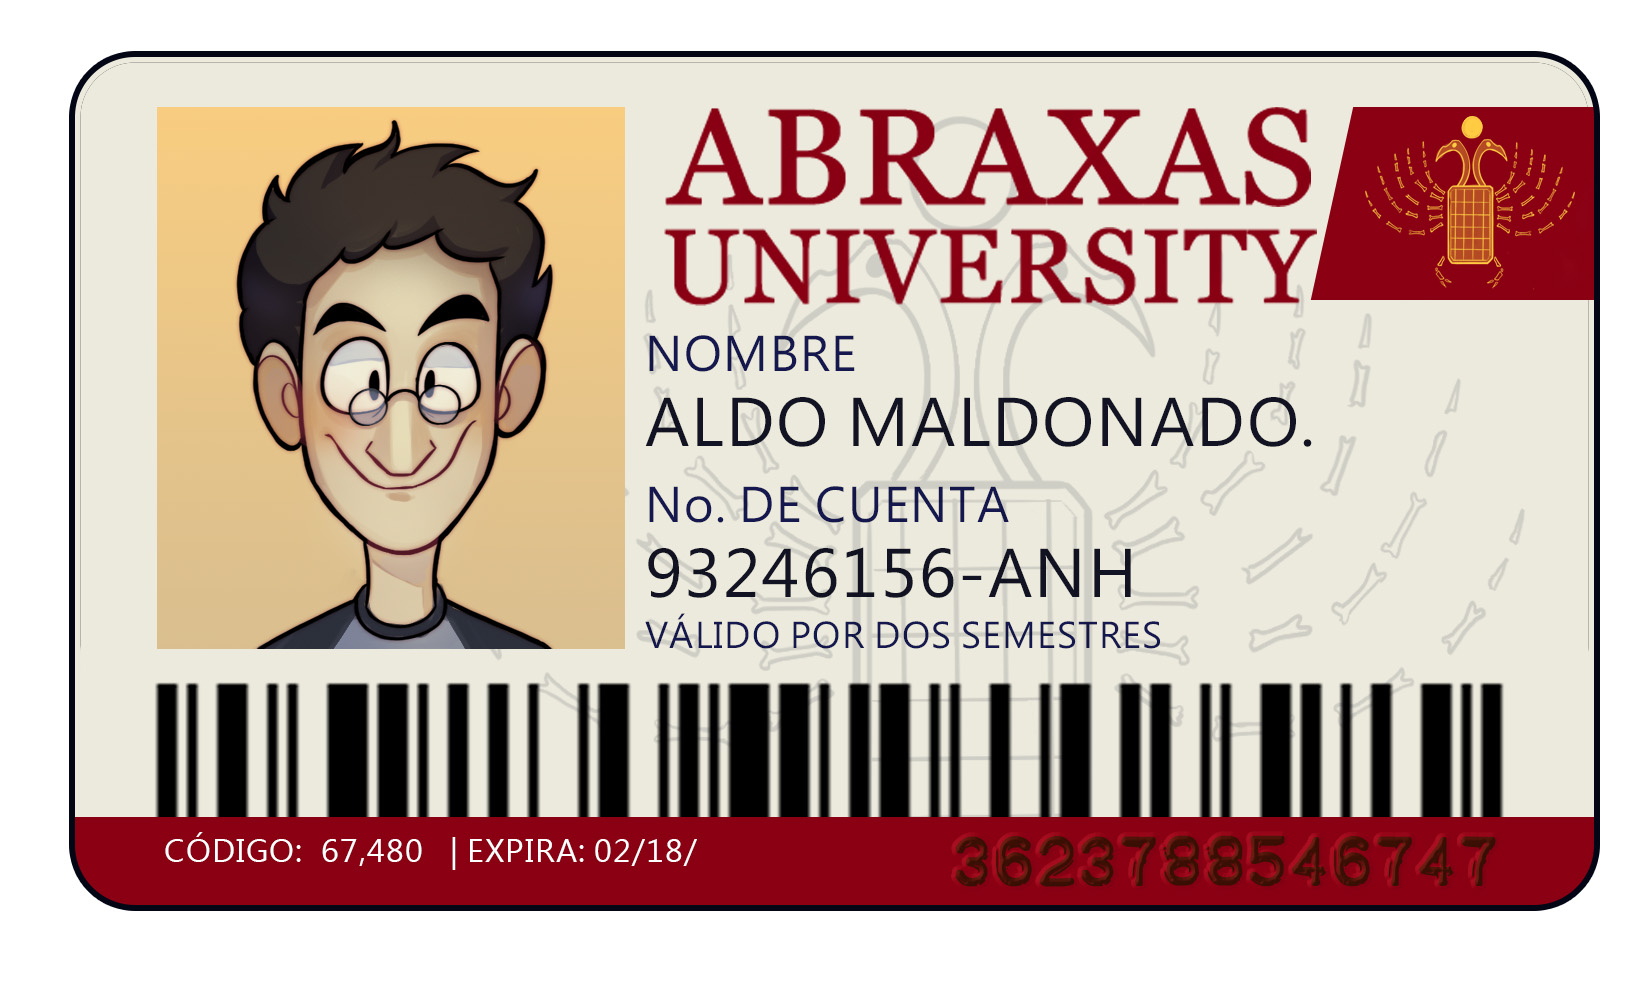 ABRAXAS
UNIVERSITY
NOMBRE
ALDO MALDONADO.
No. DE CUENTA
93246156-ANH
VÁLIDO POR DOS SEMESTRES
CÓDIGO: 67,480 | EXPIRA: 02/18/
3623788546747